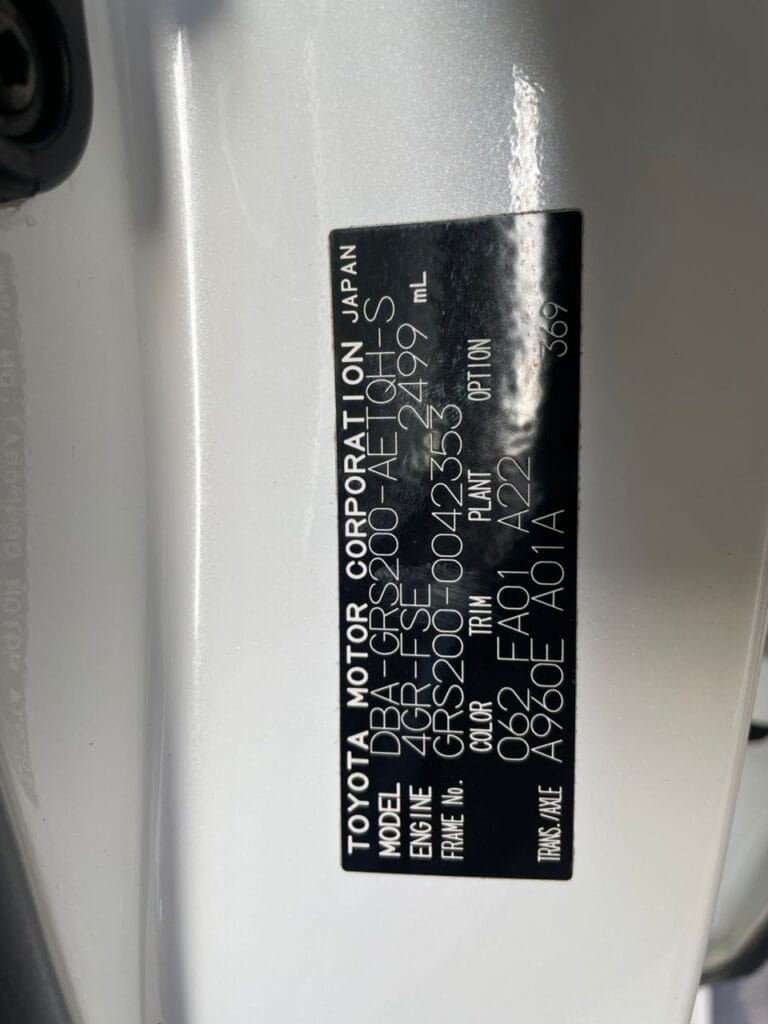 TOYOTA MOTOR CORPORATION JAPAN
MODEL DBA-GRS200-AETQH-S
ENGINE 4GR-FSE 2499 mL
FRAME No. GRS200-0042353
COLOR TRIM PLANT OPTION
062 FA01 A22
TRANS./AXLE A960E A01A 369